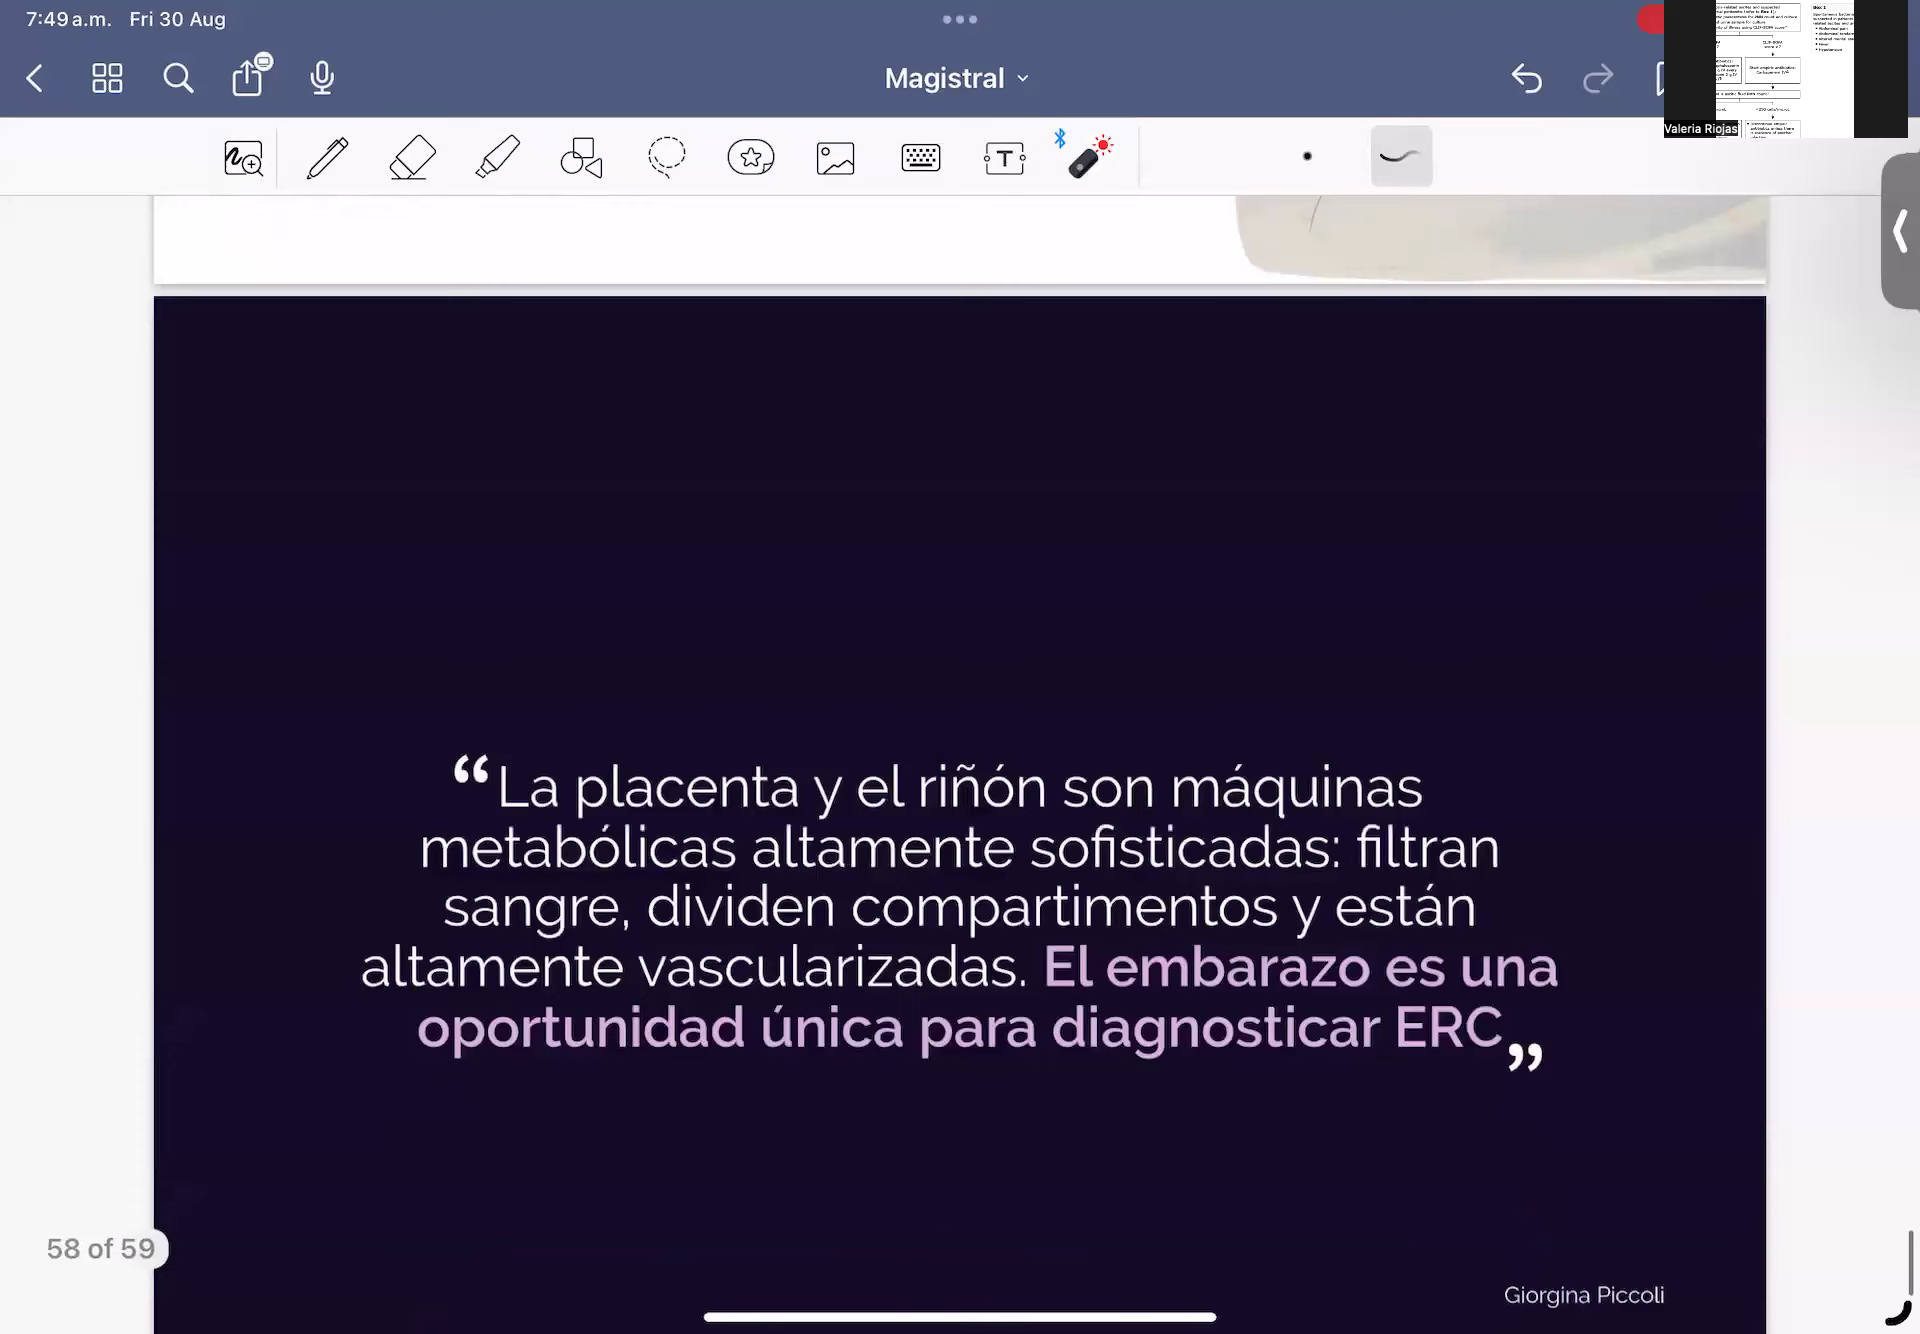 7:49 a.m. Fri 30 Aug
Magistral
Valeria Riojas
Box 1
“La placenta y el riñón son máquinas
metabólicas altamente sofisticadas: filtran
sangre, dividen compartimentos y están
altamente vascularizadas. El embarazo es una
oportunidad única para diagnosticar ERC”
58 of 59
Giorgina Piccoli